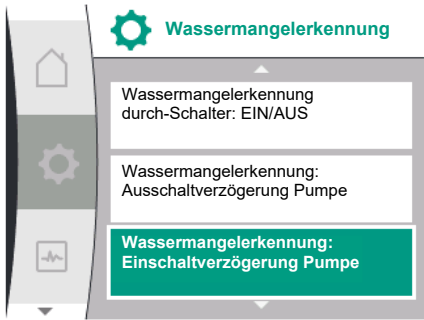 Wassermangelerkennung
Wassermangelerkennung
durch-Schalter: EIN/AUS
Wassermangelerkennung:
Ausschaltverzögerung Pumpe
Wassermangelerkennung:
Einschaltverzögerung Pumpe